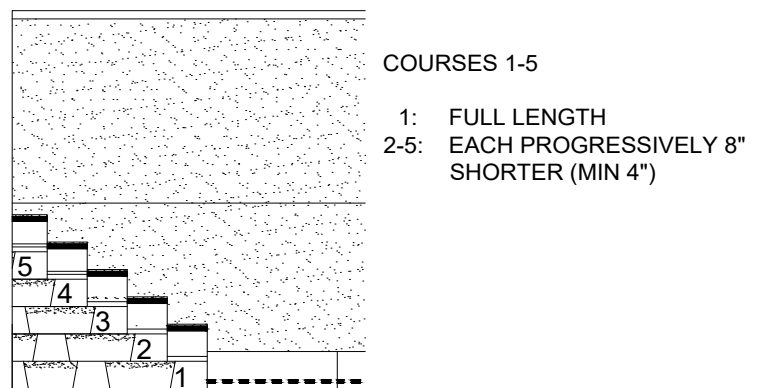 COURSES 1-5
1: FULL LENGTH
2-5: EACH PROGRESSIVELY 8"
SHORTER (MIN 4")
5
4
3
2
1